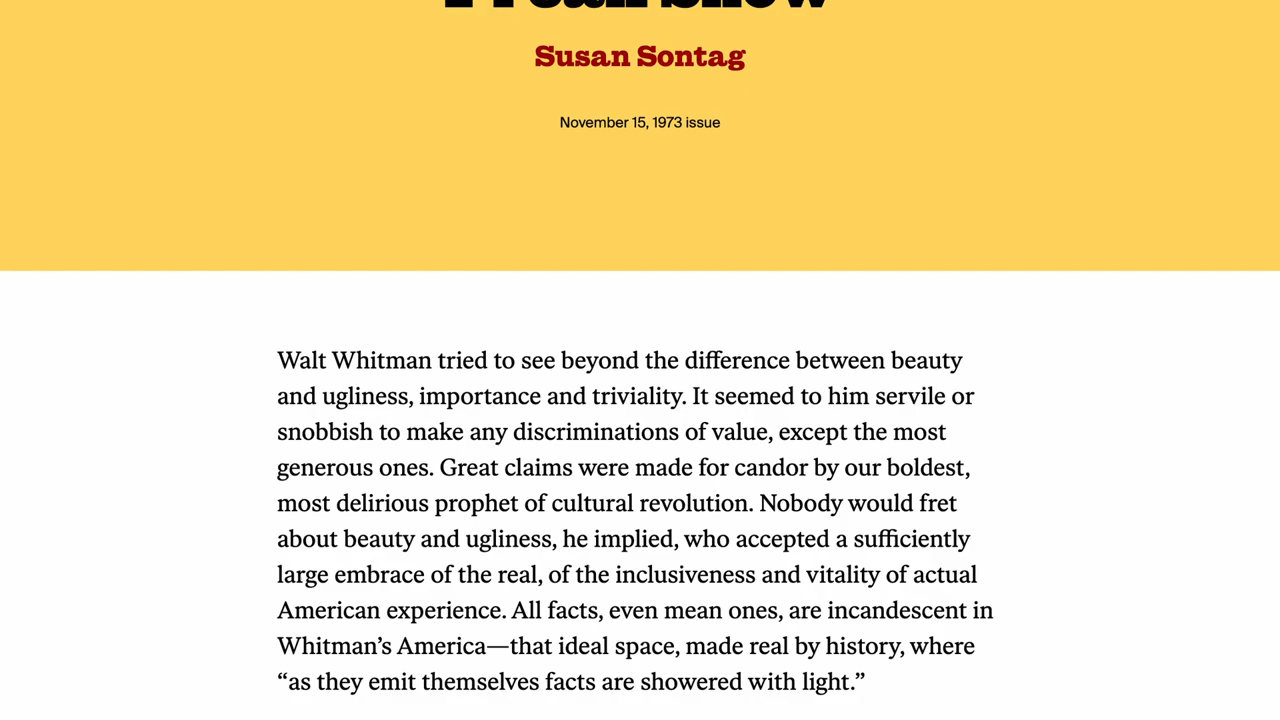 Freak Show
Susan Sontag
November 15, 1973 issue
Walt Whitman tried to see beyond the difference between beauty
and ugliness, importance and triviality. It seemed to him servile or
snobbish to make any discriminations of value, except the most
generous ones. Great claims were made for candor by our boldest,
most delirious prophet of cultural revolution. Nobody would fret
about beauty and ugliness, he implied, who accepted a sufficiently
large embrace of the real, of the inclusiveness and vitality of actual
American experience. All facts, even mean ones, are incandescent in
Whitman’s America—that ideal space, made real by history, where
“as they emit themselves facts are showered with light.”